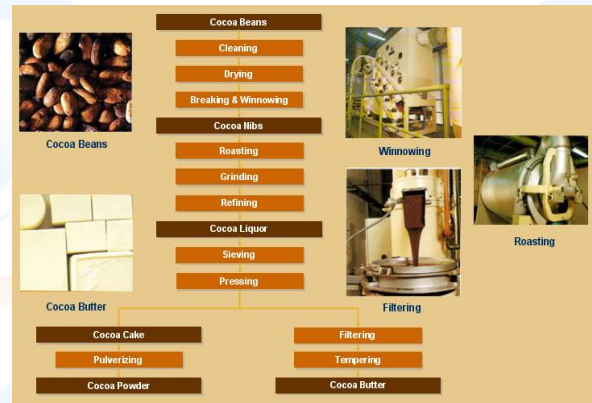 Cocoa Beans
Cleaning
Drying
Breaking & Winnowing
Cocoa Nibs
Roasting
Grinding
Refining
Cocoa Liquor
Sieving
Pressing
Cocoa Cake
Pulverizing
Cocoa Powder
Filtering
Tempering
Cocoa Butter
Cocoa Beans
Cocoa Butter
Winnowing
Filtering
Roasting